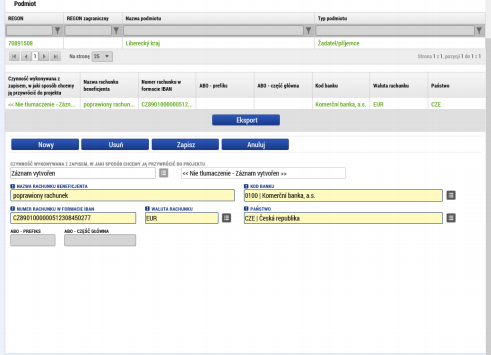 Podmiot
REGON REGON zagraniczny Nazwa podmiotu Typ podmiotu
70891508 Liberecký kraj Žadatel/příjemce
1 Na stronę 25 Strona 1 z 1, pozycji 1 do 1 z 1
Czynność wykonywana z zapisem, w jaki sposób chcemy ją przywrócić do projektu
Nazwa rachunku beneficjenta
Numer rachunku w formacie IBAN
ABO - prefiks ABO - część główna Kod banku Waluta rachunku Państwo
<< Nie tłumaczenie - Zázn... poprawiony rachun... CZ8901000000512... Komerční banka, a.s. EUR CZE
Eksport
Nowy Usuń Zapisz Anuluj
CZYNNOŚĆ WYKONYWANA Z ZAPISEM, W JAKI SPOSÓB CHCEMY JĄ PRZYWRÓCIĆ DO PROJEKTU
Záznam vytvořen << Nie tłumaczenie - Záznam vytvořen >>
NAZWA RACHUNKU BENEFICJENTA KOD BANKU
poprawiony rachunek 0100 | Komerční banka, a.s.
NUMER RACHUNKU W FORMACIE IBAN WALUTA RACHUNKU PAŃSTWO
CZ8901000000512308450277 EUR CZE | Česká republika
ABO - PREFIKS ABO - CZĘŚĆ GŁÓWNA